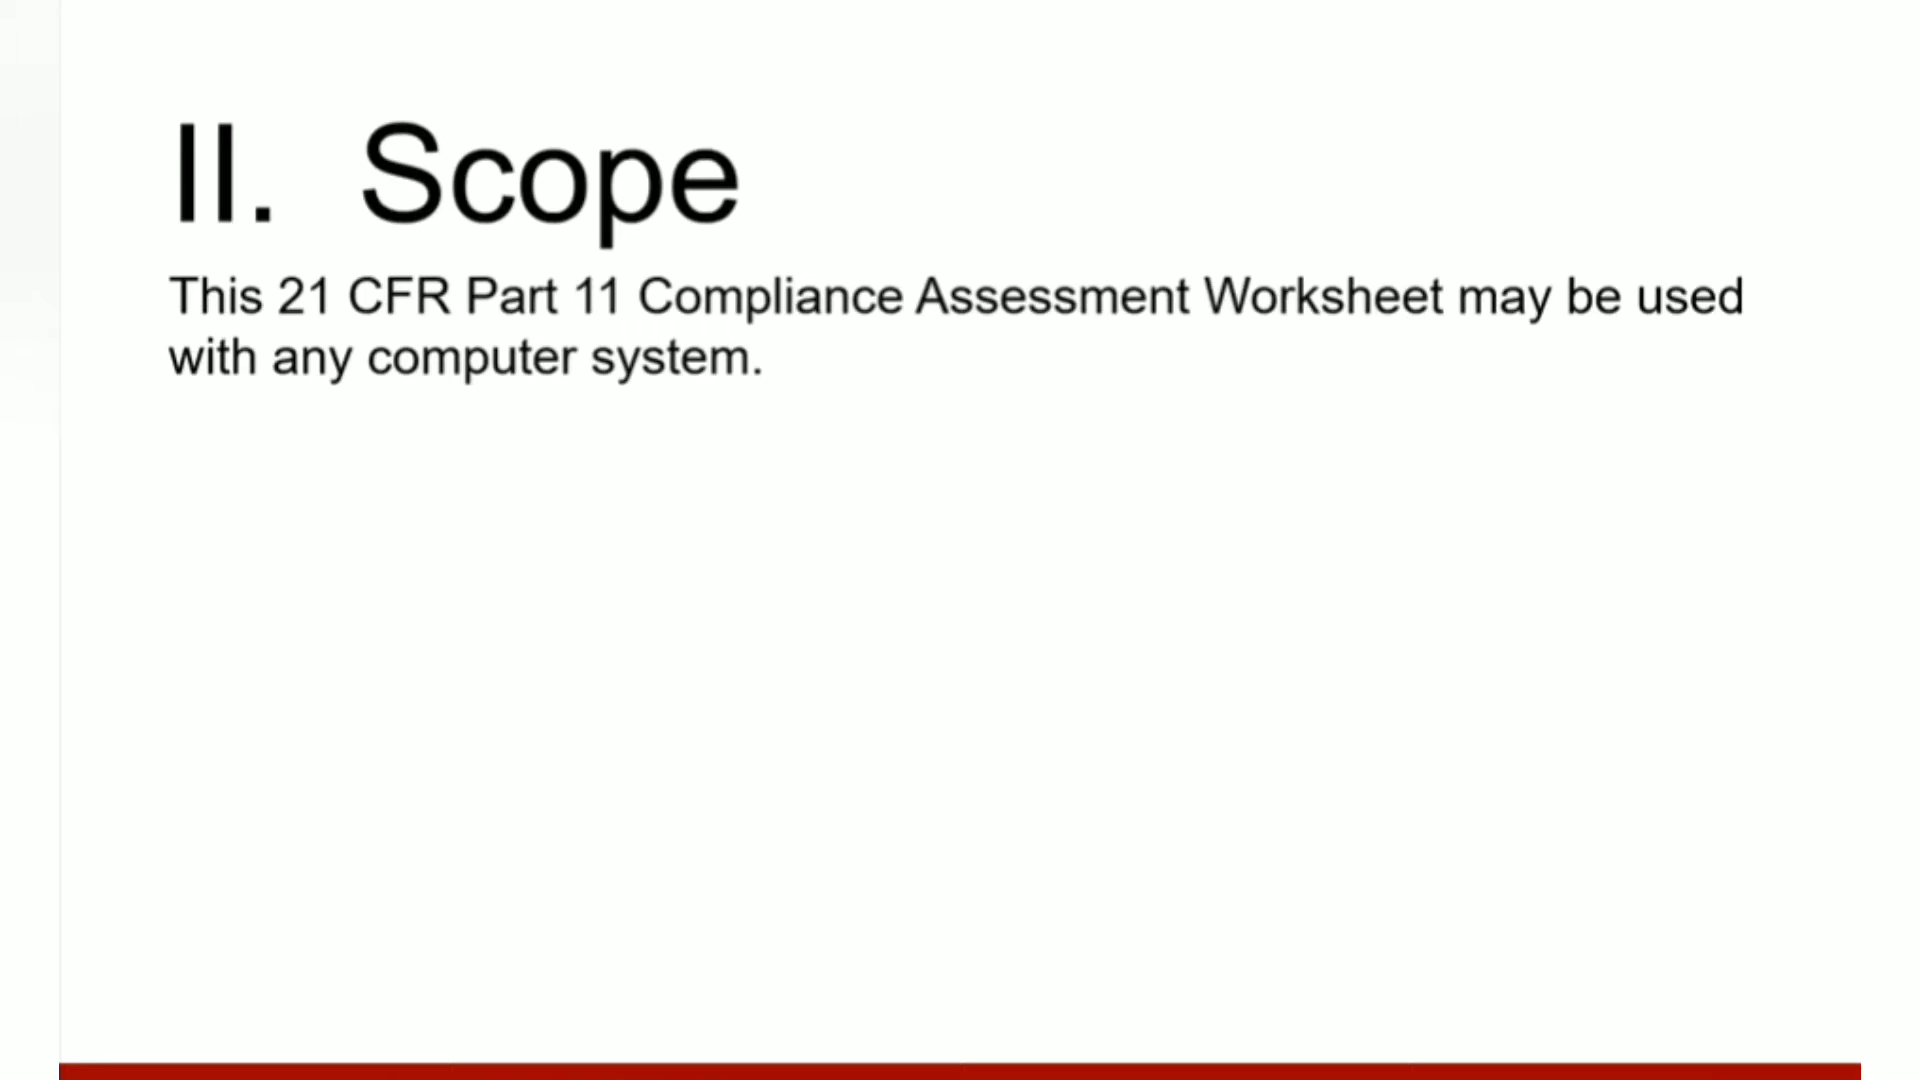 II. Scope
This 21 CFR Part 11 Compliance Assessment Worksheet may be used
with any computer system.